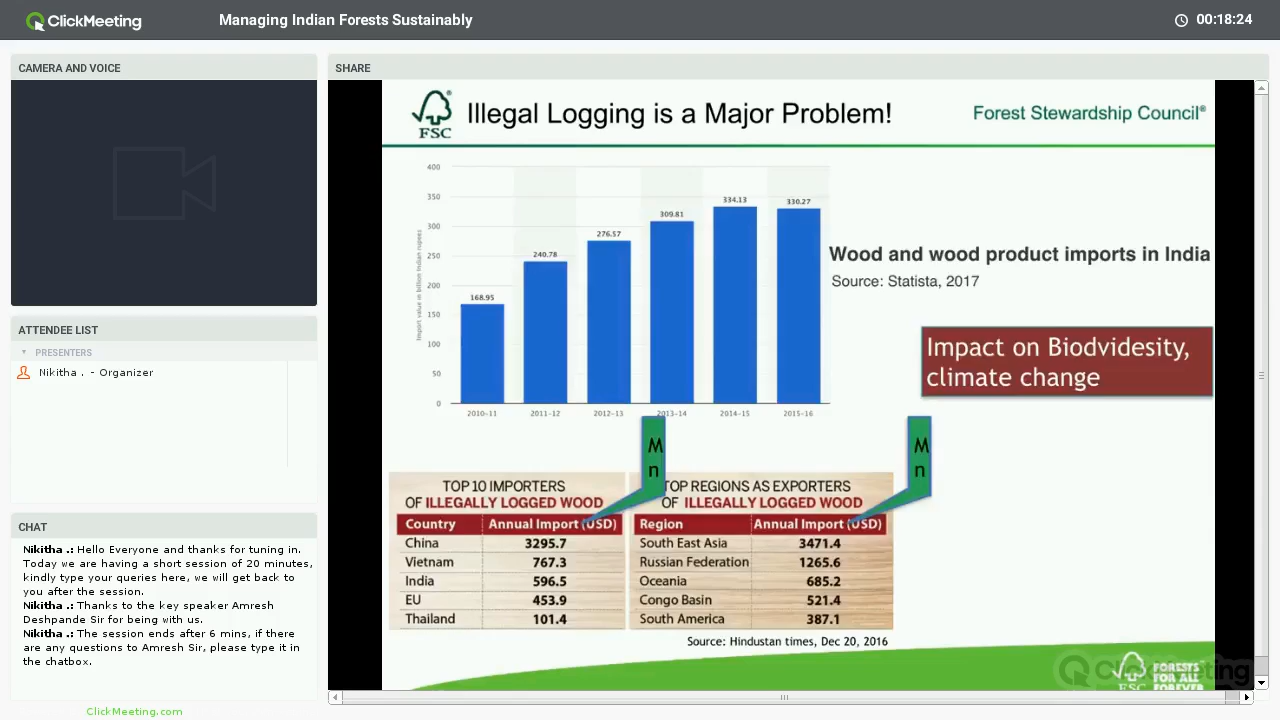 ClickMeeting
Managing Indian Forests Sustainably
00:18:24
CAMERA AND VOICE
SHARE
FSC
Illegal Logging is a Major Problem!
Forest Stewardship Council®
400
350
300
250
200
150
100
50
0
Import value in billion Indian rupees
168.95
240.78
276.57
309.81
334.13
330.27
2010-11
2011-12
2012-13
2013-14
2014-15
2015-16
Wood and wood product imports in India
Source: Statista, 2017
Impact on Biodvidesity,
climate change
M
n
M
n
TOP 10 IMPORTERS
OF ILLEGALLY LOGGED WOOD
Country Annual Import (USD)
China 3295.7
Vietnam 767.3
India 596.5
EU 453.9
Thailand 101.4
TOP REGIONS AS EXPORTERS
OF ILLEGALLY LOGGED WOOD
Region Annual Import (USD)
South East Asia 3471.4
Russian Federation 1265.6
Oceania 685.2
Congo Basin 521.4
South America 387.1
Source: Hindustan times, Dec 20, 2016
FSC
FORESTS
FOR ALL
FOREVER
ClickMeeting
ATTENDEE LIST
PRESENTERS
Nikitha . - Organizer
CHAT
Nikitha .: Hello Everyone and thanks for tuning in.
Today we are having a short session of 20 minutes,
kindly type your queries here, we will get back to
you after the session.
Nikitha .: Thanks to the key speaker Amresh
Deshpande Sir for being with us.
Nikitha .: The session ends after 6 mins, if there
are any questions to Amresh Sir, please type it in
the chatbox.
ClickMeeting.com